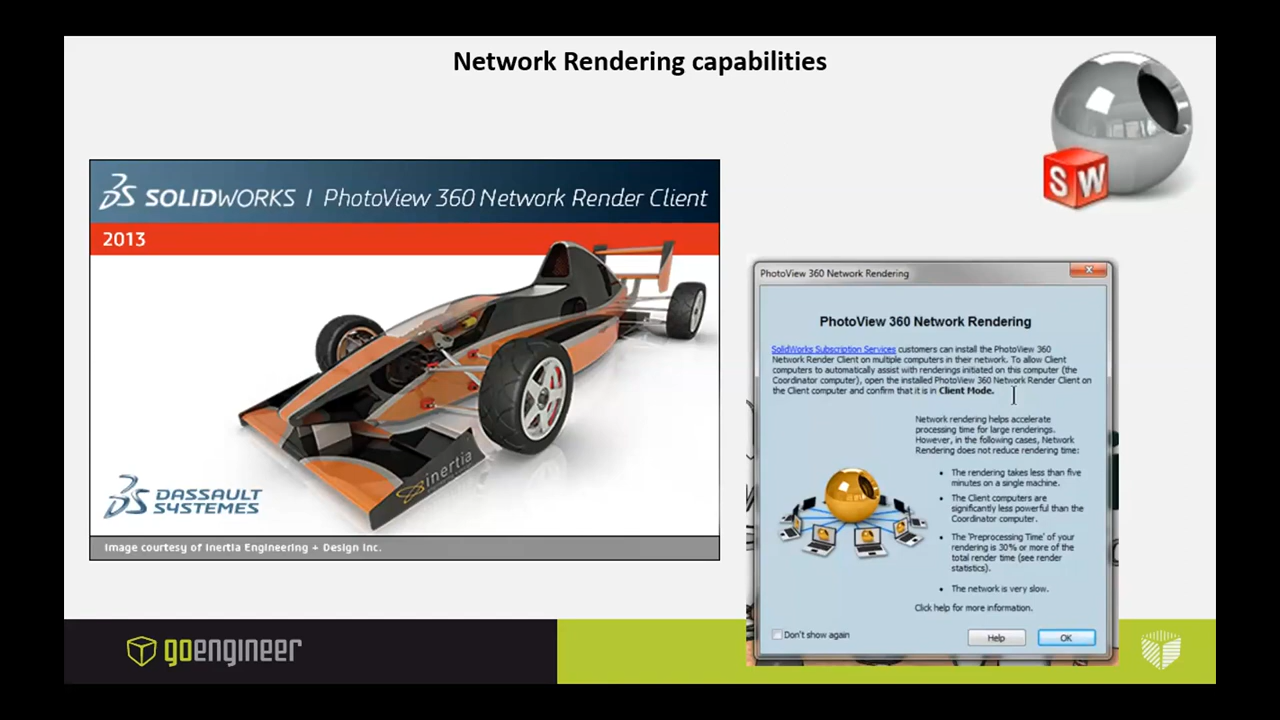 Network Rendering capabilities
SW
3S SOLIDWORKS | PhotoView 360 Network Render Client
2013
inertia
3S DASSAULT
SYSTEMES
Image courtesy of Inertia Engineering + Design Inc.
PhotoView 360 Network Rendering
PhotoView 360 Network Rendering
SolidWorks Subscription Services customers can install the PhotoView 360
Network Render Client on multiple computers in their network. To allow Client
computers to automatically assist with renderings initiated on this computer (the
Coordinator computer), open the installed PhotoView 360 Network Render Client on
the Client computer and confirm that it is in Client Mode.
Network rendering helps accelerate
processing time for large renderings.
However, in the following cases, Network
Rendering does not reduce rendering time:
• The rendering takes less than five
minutes on a single machine.
• The Client computers are
significantly less powerful than the
Coordinator computer.
• The 'Preprocessing Time' of your
rendering is 30% or more of the
total render time (see render
statistics).
• The network is very slow.
Click help for more information.
Don't show again
Help
OK
goengineer